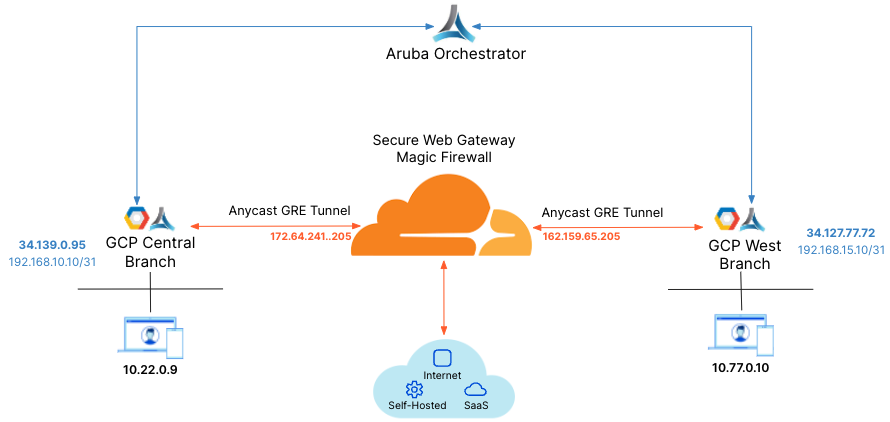 Aruba Orchestrator
Secure Web Gateway
Magic Firewall
Anycast GRE Tunnel
172.64.241..205
Anycast GRE Tunnel
162.159.65.205
34.139.0.95
192.168.10.10/31
GCP Central
Branch
34.127.77.72
192.168.15.10/31
GCP West
Branch
10.22.0.9
10.77.0.10
Internet
Self-Hosted
SaaS